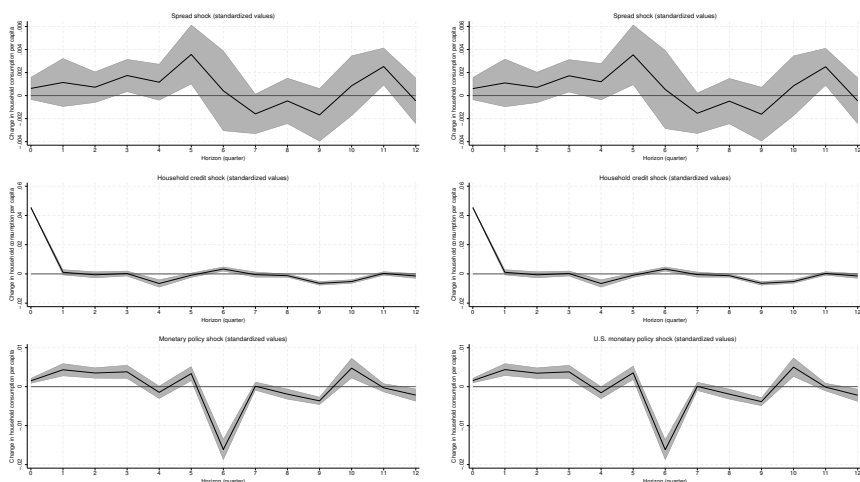 Spread shock (standardized values)
Change in household consumption per capita
-.004 -.002 0 .002 .004 .006
0 1 2 3 4 5 6 7 8 9 10 11 12
Horizon (quarter)
Spread shock (standardized values)
Change in household consumption per capita
-.004 -.002 0 .002 .004 .006
0 1 2 3 4 5 6 7 8 9 10 11 12
Horizon (quarter)
Household credit shock (standardized values)
Change in household consumption per capita
-.02 0 .02 .04 .06
0 1 2 3 4 5 6 7 8 9 10 11 12
Horizon (quarter)
Household credit shock (standardized values)
Change in household consumption per capita
-.02 0 .02 .04 .06
0 1 2 3 4 5 6 7 8 9 10 11 12
Horizon (quarter)
Monetary policy shock (standardized values)
Change in household consumption per capita
-.02 -.01 0 .01
0 1 2 3 4 5 6 7 8 9 10 11 12
Horizon (quarter)
U.S. monetary policy shock (standardized values)
Change in household consumption per capita
-.02 -.01 0 .01
0 1 2 3 4 5 6 7 8 9 10 11 12
Horizon (quarter)